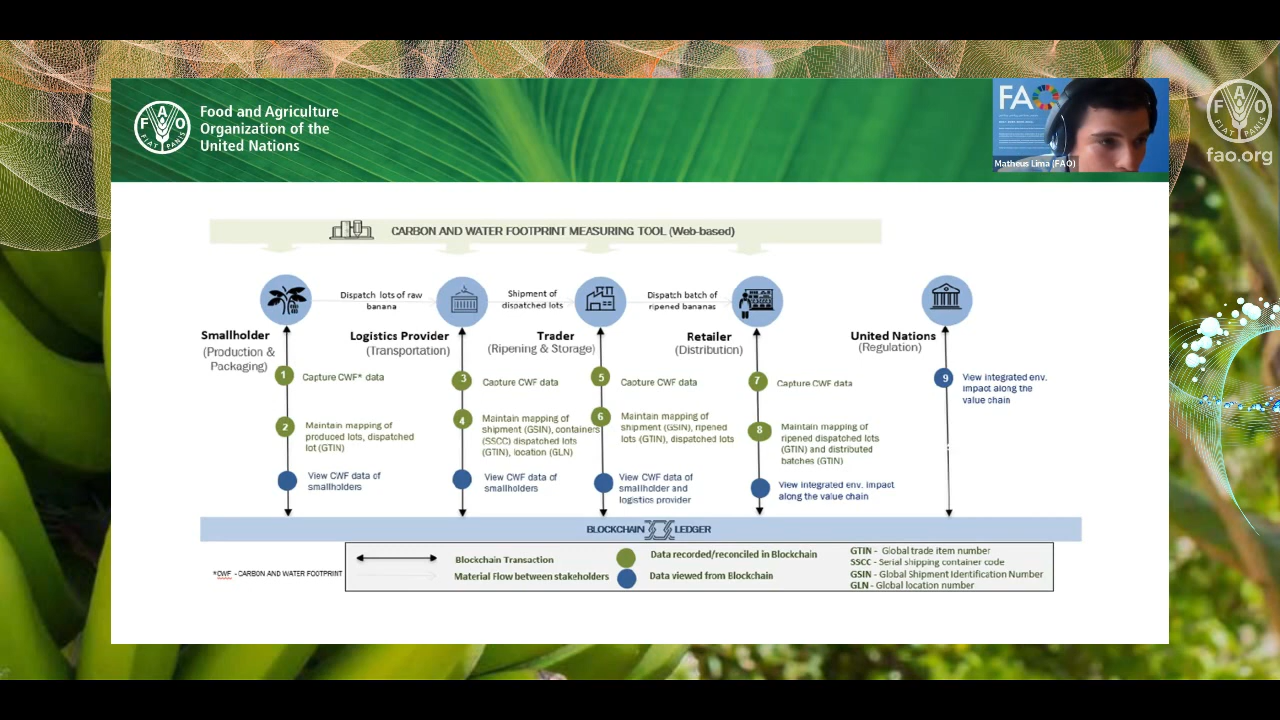 Food and Agriculture
Organization of the
United Nations
FAO
Matheus Lima (FAO)
FAO
FIAT PANIS
fao.org
CARBON AND WATER FOOTPRINT MEASURING TOOL (Web-based)
Dispatch lots of raw
banana
Shipment of
dispatched lots
Dispatch batch of
ripened bananas
Smallholder
(Production &
Packaging)
Logistics Provider
(Transportation)
Trader
(Ripening & Storage)
Retailer
(Distribution)
United Nations
(Regulation)
1
Capture CWF* data
2
Maintain mapping of
produced lots, dispatched
lot (GTIN)
View CWF data of
smallholders
3
Capture CWF data
4
Maintain mapping of
shipment (GSIN), containers
(SSCC) dispatched lots
(GTIN), location (GLN)
View CWF data of
smallholders
5
Capture CWF data
6
Maintain mapping of
shipment (GSIN), ripened
lots (GTIN), dispatched lots
View CWF data of
smallholder and
logistics provider
7
Capture CWF data
8
Maintain mapping of
ripened dispatched lots
(GTIN) and distributed
batches (GTIN)
View integrated env. impact
along the value chain
9
View integrated env.
impact along the
value chain
BLOCKCHAIN LEDGER
*CWF - CARBON AND WATER FOOTPRINT
Blockchain Transaction
Material Flow between stakeholders
Data recorded/reconciled in Blockchain
Data viewed from Blockchain
GTIN - Global trade item number
SSCC - Serial shipping container code
GSIN - Global Shipment Identification Number
GLN - Global location number